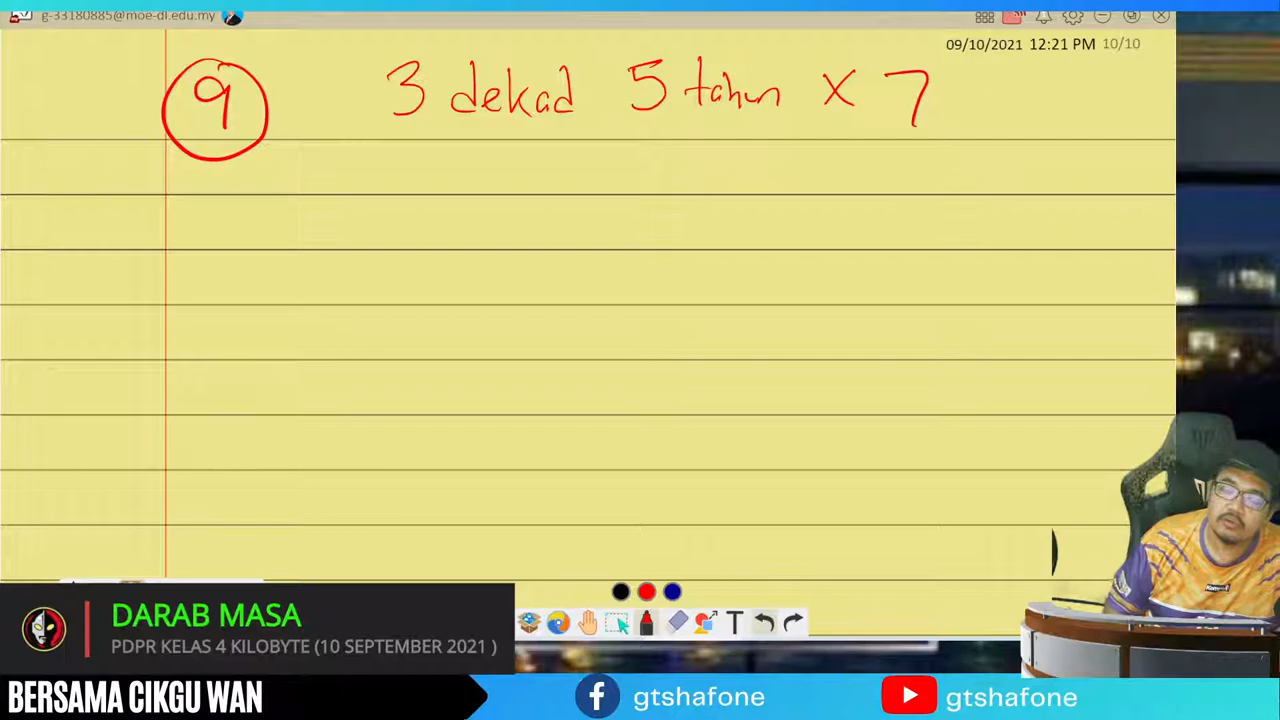 g-33180885@moe-dl.edu.my
09/10/2021 12:21 PM 10/10
9 3 dekad 5 tahun × 7
DARAB MASA
PDPR KELAS 4 KILOBYTE (10 SEPTEMBER 2021 )
BERSAMA CIKGU WAN
gtshafone
gtshafone